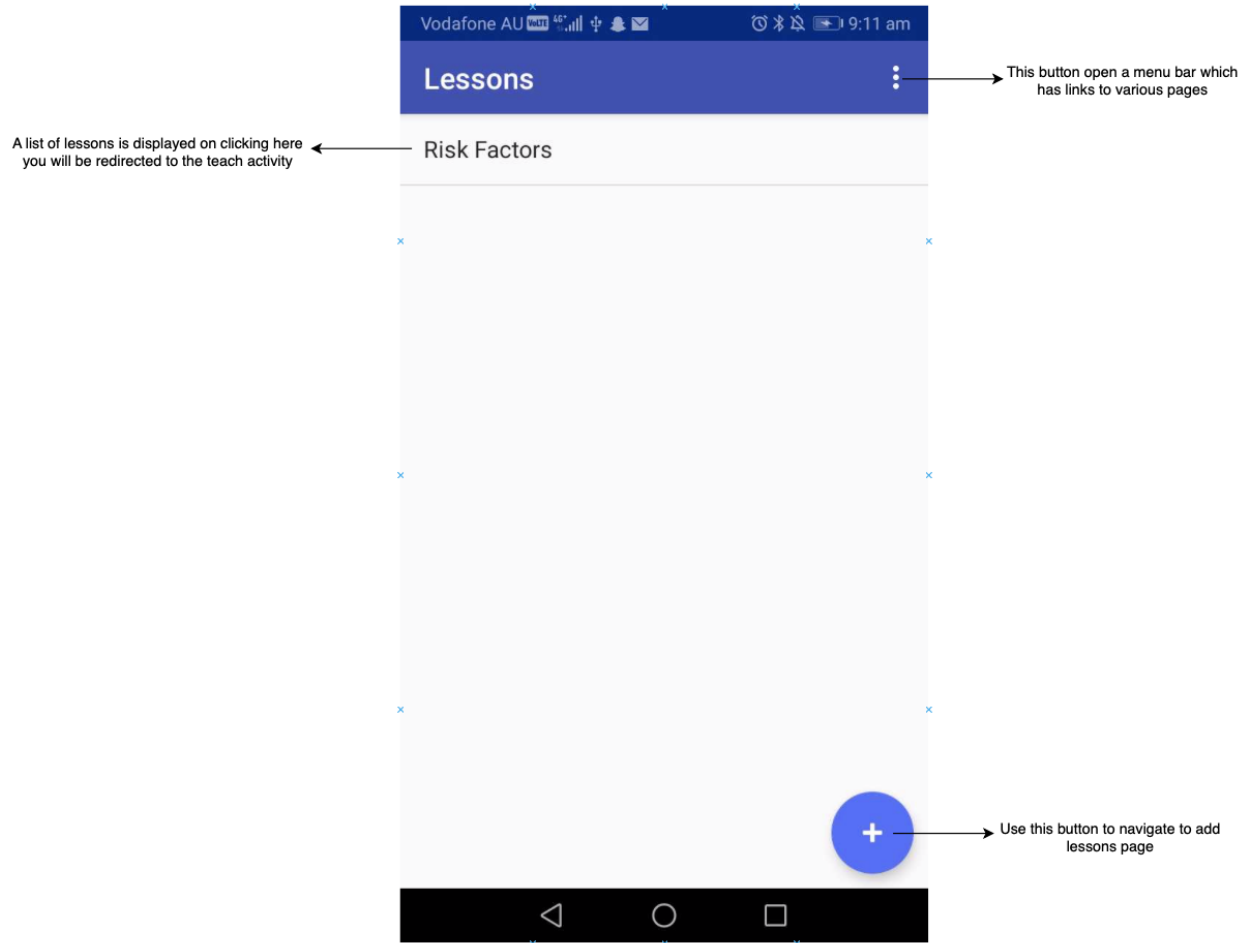 Vodafone AU VoLTE 4G+ 9:11 am
Lessons
This button open a menu bar which
has links to various pages
A list of lessons is displayed on clicking here
you will be redirected to the teach activity
Risk Factors
+
Use this button to navigate to add
lessons page